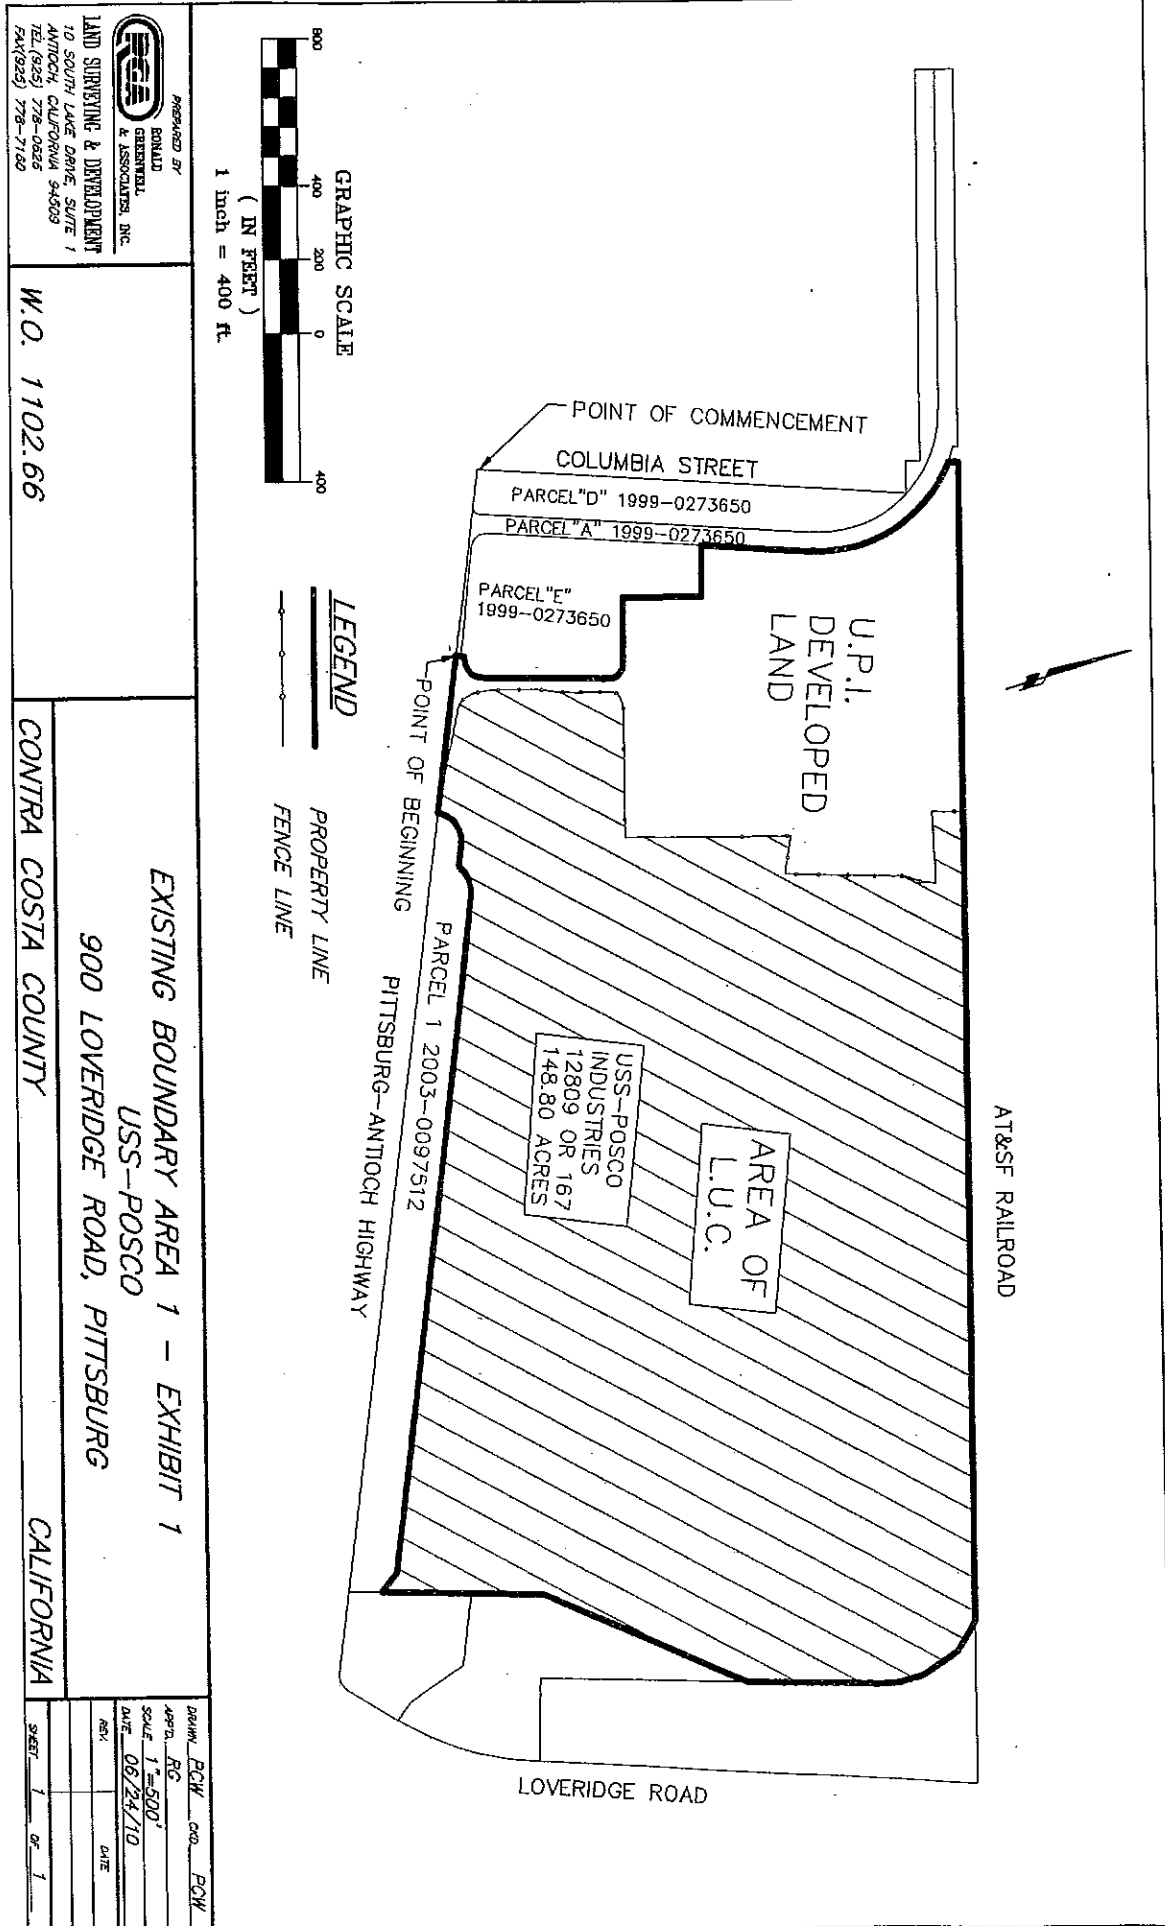 POINT OF COMMENCEMENT
COLUMBIA STREET
PARCEL"D" 1999-0273650
PARCEL"A" 1999-0273650
PARCEL"E"
1999-0273650
U.P.I.
DEVELOPED
LAND
AT&SF RAILROAD
AREA OF
L.U.C.
USS-POSCO
INDUSTRIES
12809 OR 167
148.80 ACRES
POINT OF BEGINNING
PARCEL 1 2003-0097512
PITTSBURG-ANTIOCH HIGHWAY
LOVERIDGE ROAD
GRAPHIC SCALE
800
400
200
0
400
( IN FEET )
1 inch = 400 ft.
LEGEND
PROPERTY LINE
FENCE LINE
PREPARED BY
RGA
RONALD
GREENWELL
& ASSOCIATES, INC.
LAND SURVEYING & DEVELOPMENT
10 SOUTH LAKE DRIVE, SUITE 1
ANTIOCH, CALIFORNIA 94509
TEL(925) 778-0626
FAX(925) 778-7160
W.O. 1102.66
EXISTING BOUNDARY AREA 1 - EXHIBIT 1
USS-POSCO
900 LOVERIDGE ROAD, PITTSBURG
CONTRA COSTA COUNTY
CALIFORNIA
DRAWN PCW CKD. PCW
APP'D. RG
SCALE 1"=500'
DATE 06/24/10
REV. DATE
SHEET 1 OF 1